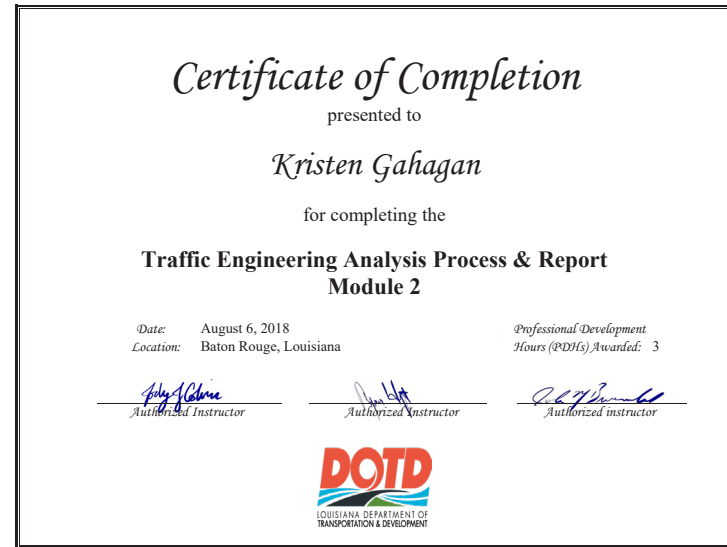 Certificate of Completion
presented to
Kristen Gahagan
for completing the
Traffic Engineering Analysis Process & Report
Module 2
Date: August 6, 2018
Location: Baton Rouge, Louisiana
Professional Development
Hours (PDHs) Awarded: 3
Authorized Instructor
Authorized Instructor
Authorized instructor
DOTD
LOUISIANA DEPARTMENT OF
TRANSPORTATION & DEVELOPMENT